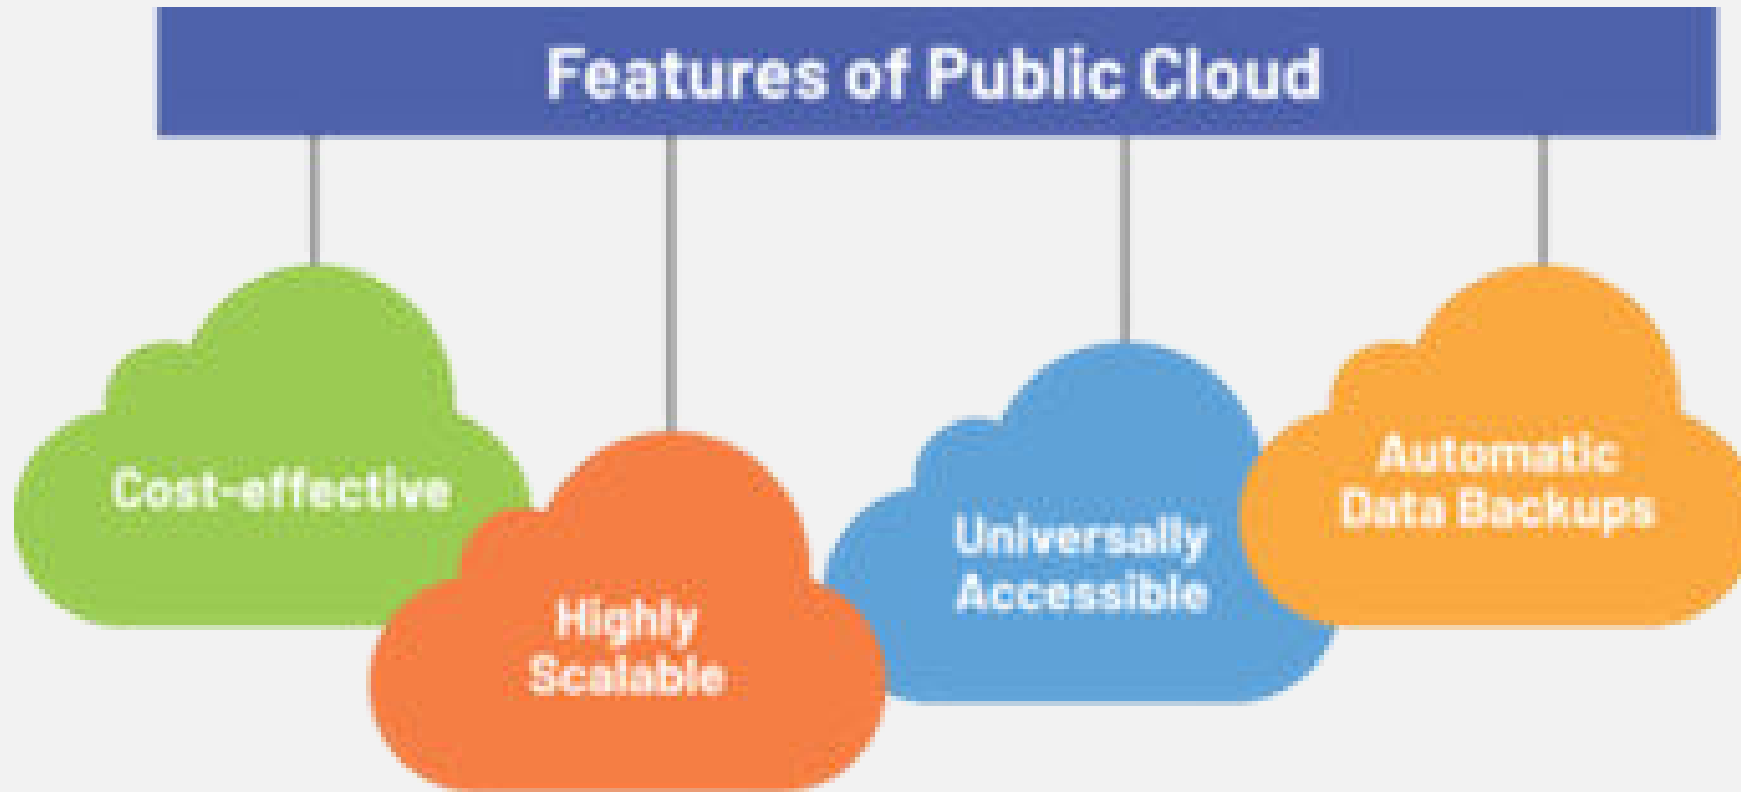 Features of Public Cloud
Cost-effective
Highly
Scalable
Universally
Accessible
Automatic
Data Backups